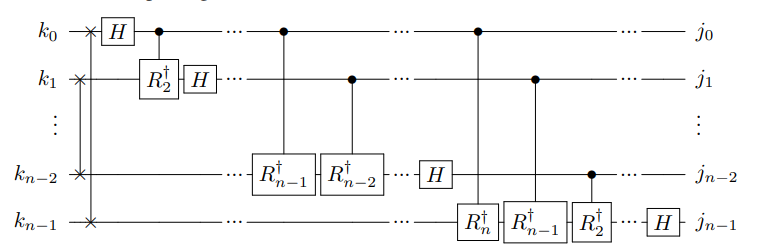 k₀ H ··· ··· ··· j₀
k₁ R₂† H ··· ··· ··· j₁
⋮ ⋮
kₙ₋₂ ··· Rₙ₋₁† Rₙ₋₂† ··· H ··· jₙ₋₂
kₙ₋₁ ··· ··· Rₙ† Rₙ₋₁† R₂† ··· H jₙ₋₁